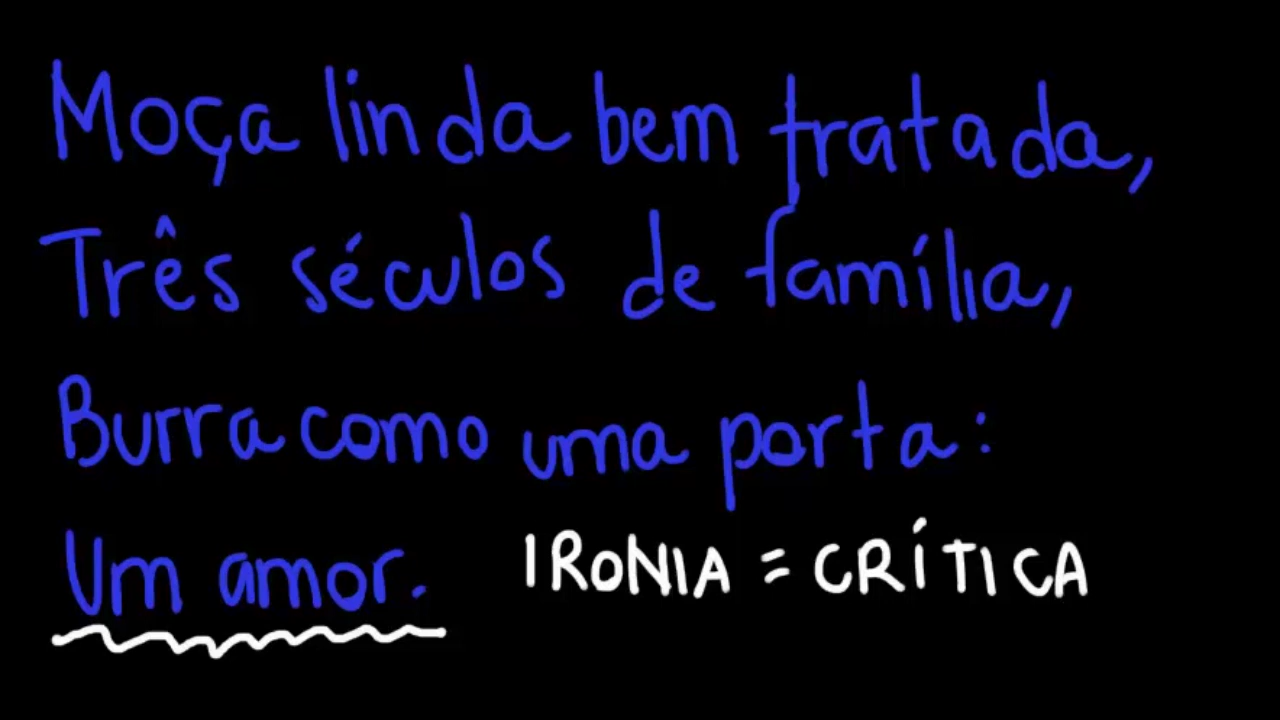 Moça linda bem tratada,
Três séculos de família,
Burra como uma porta:
Um amor. IRONIA = CRÍTICA